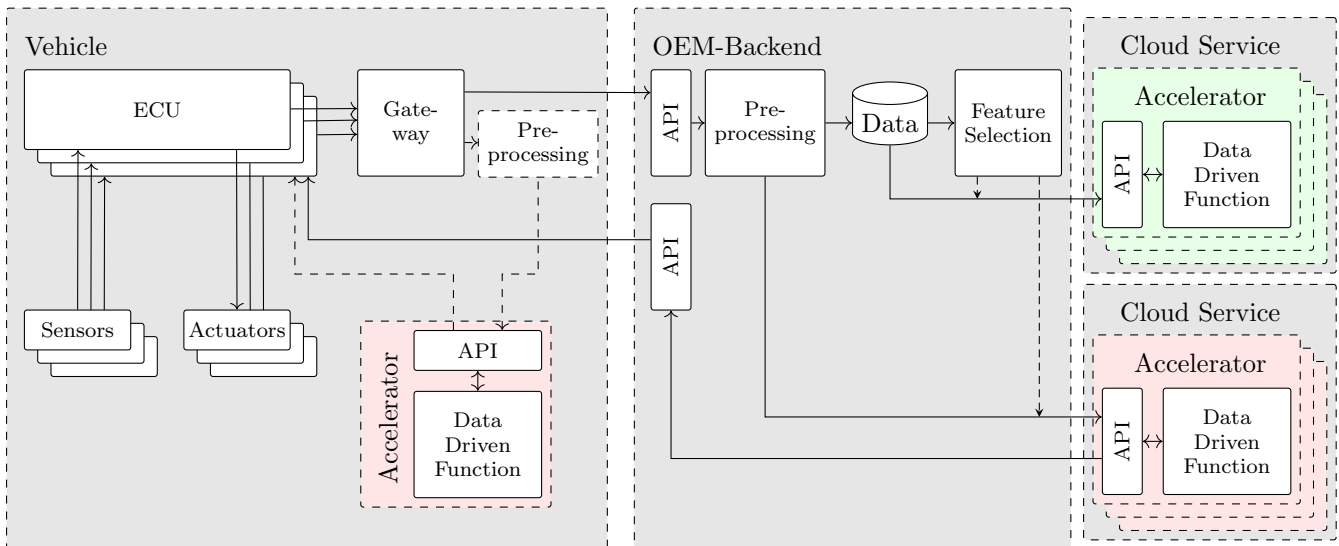 Vehicle
ECU
Gate-
way
Pre-
processing
Sensors
Actuators
Accelerator
API
Data
Driven
Function
OEM-Backend
API
Pre-
processing
Data
Feature
Selection
API
Cloud Service
Accelerator
API
Data
Driven
Function
Cloud Service
Accelerator
API
Data
Driven
Function